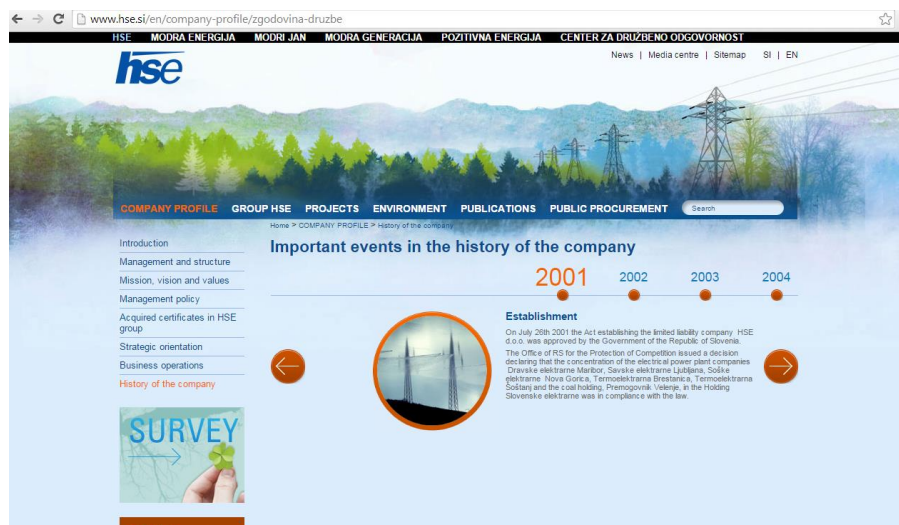 www.hse.si/en/company-profile/zgodovina-druzbe
HSE MODRA ENERGIJA MODRI JAN MODRA GENERACIJA POZITIVNA ENERGIJA CENTER ZA DRUŽBENO ODGOVORNOST
hse
News | Media centre | Sitemap SI | EN
COMPANY PROFILE GROUP HSE PROJECTS ENVIRONMENT PUBLICATIONS PUBLIC PROCUREMENT Search
Home > COMPANY PROFILE > History of the company
Introduction
Management and structure
Mission, vision and values
Management policy
Acquired certificates in HSE
group
Strategic orientation
Business operations
History of the company
SURVEY
Important events in the history of the company
2001 2002 2003 2004
Establishment
On July 26th 2001 the Act establishing the limited liability company HSE
d.o.o. was approved by the Government of the Republic of Slovenia.
The Office of RS for the Protection of Competition issued a decision
declaring that the concentration of the electrical power plant companies
Dravske elektrarne Maribor, Savske elektrarne Ljubljana, Soške
elektrarne Nova Gorica, Termoelektrarna Brestanica, Termoelektrarna
Šoštanj and the coal holding, Premogovnik Velenje, in the Holding
Slovenske elektrarne was in compliance with the law.